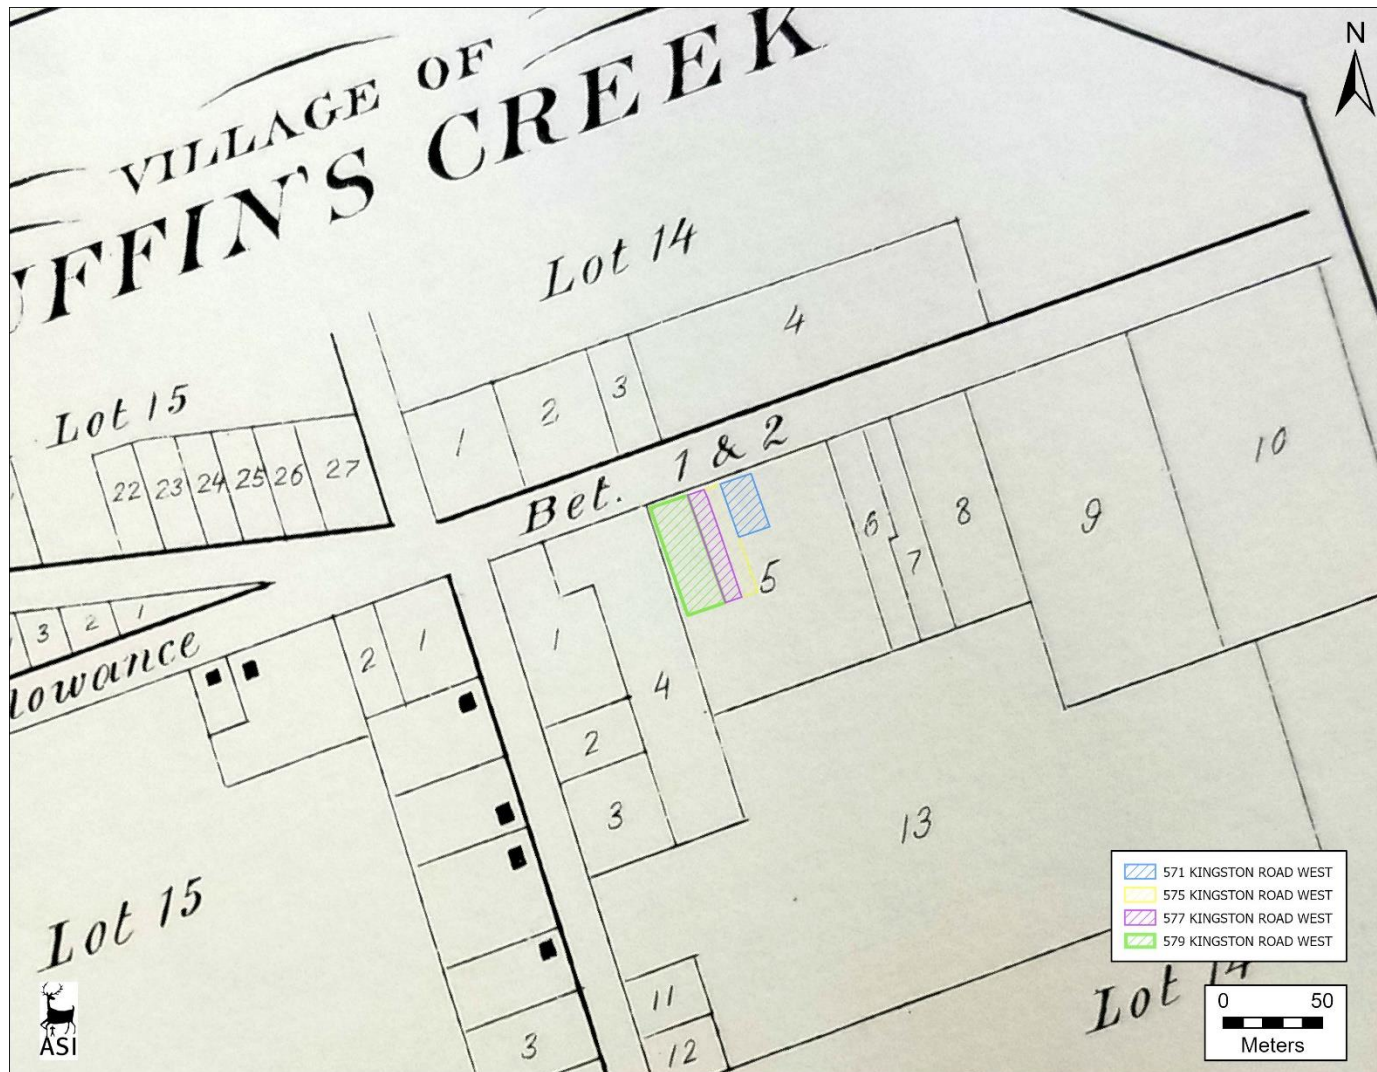 VILLAGE OF
UFFIN'S CREEK
N
Lot 14
Lot 15
22 23 24 25 26 27
1 2 3 4
Bet. 1 & 2
3 2 1
lowance
2 1
1
2
3
4
5
6
7
8
9
10
13
11
12
3
Lot 15
Lot 14
571 KINGSTON ROAD WEST
575 KINGSTON ROAD WEST
577 KINGSTON ROAD WEST
579 KINGSTON ROAD WEST
0 50
Meters
ASI